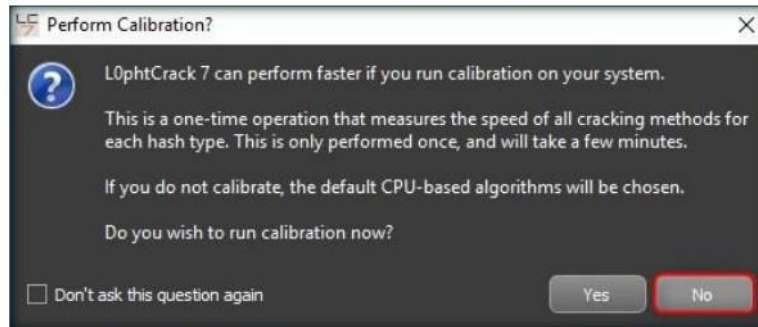 LC
7
Perform Calibration?
L0phtCrack 7 can perform faster if you run calibration on your system.
This is a one-time operation that measures the speed of all cracking methods for
each hash type. This is only performed once, and will take a few minutes.
If you do not calibrate, the default CPU-based algorithms will be chosen.
Do you wish to run calibration now?
Don't ask this question again
Yes
No